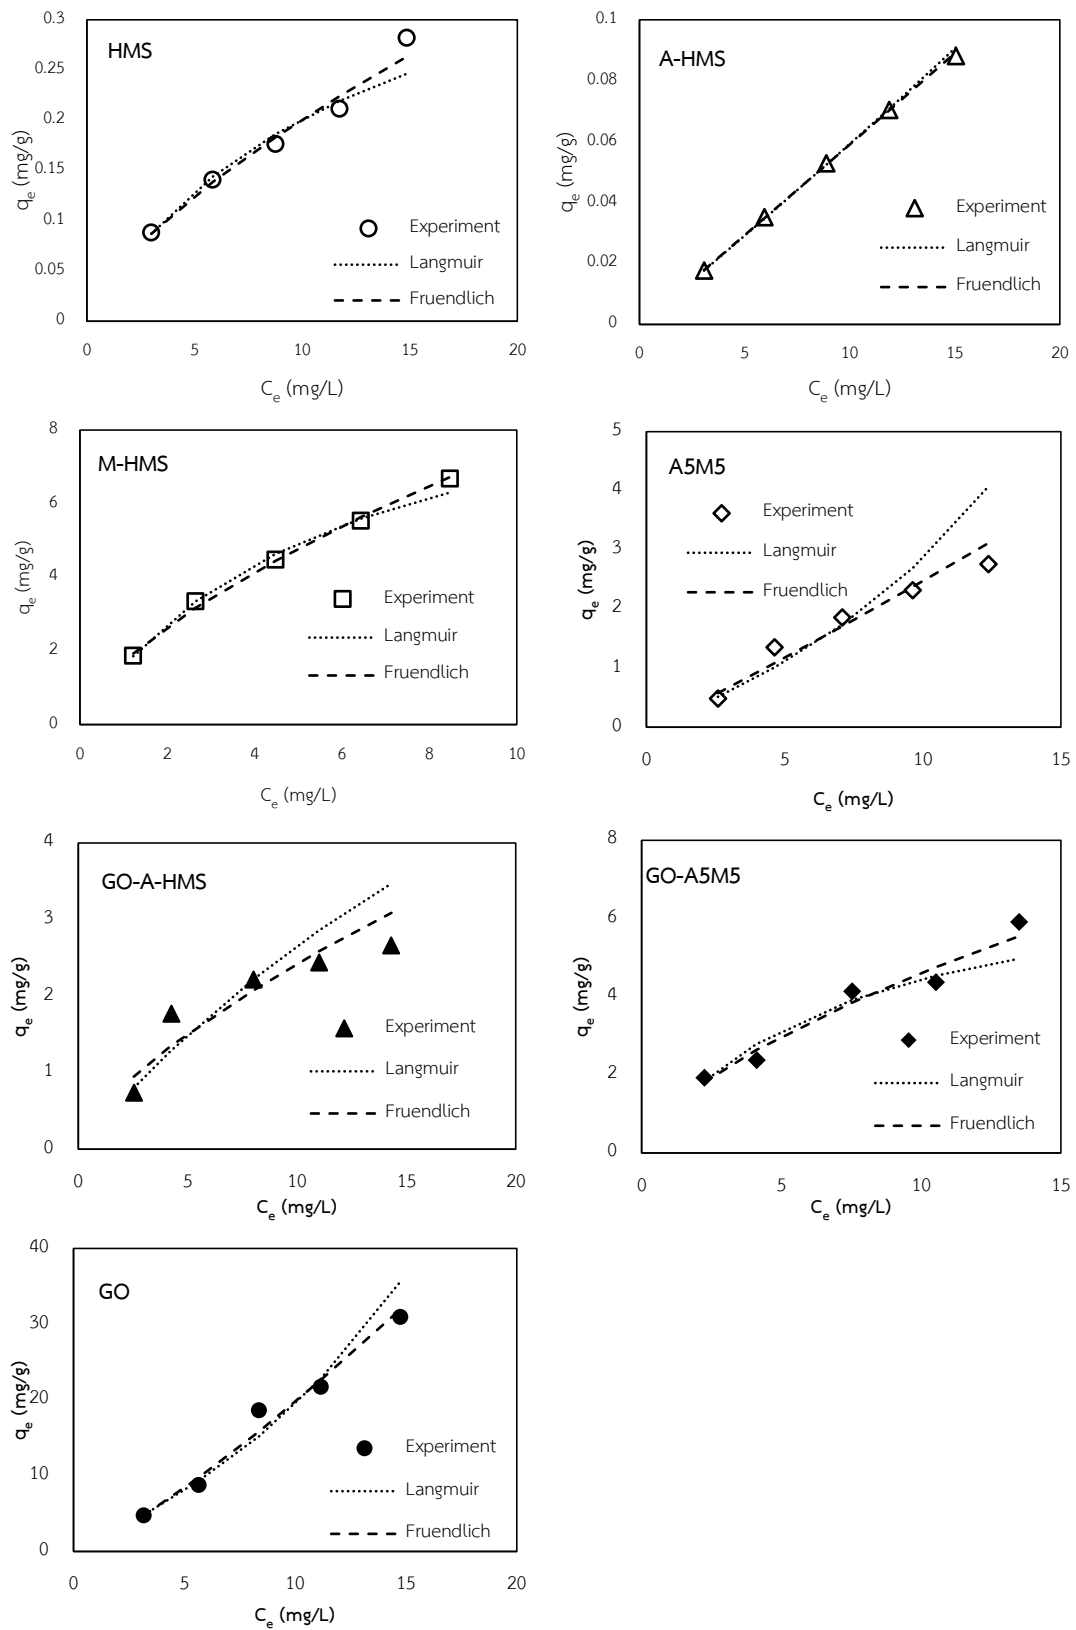 HMS
qe (mg/g)
0.3
0.25
0.2
0.15
0.1
0.05
0
Experiment
Langmuir
Fruendlich
0 5 10 15 20
Ce (mg/L)
A-HMS
qe (mg/g)
0.1
0.08
0.06
0.04
0.02
0
Experiment
Langmuir
Fruendlich
0 5 10 15 20
Ce (mg/L)
M-HMS
qe (mg/g)
8
6
4
2
0
Experiment
Langmuir
Fruendlich
0 2 4 6 8 10
Ce (mg/L)
A5M5
qe (mg/g)
5
4
3
2
1
0
Experiment
Langmuir
Fruendlich
0 5 10 15
Ce (mg/L)
GO-A-HMS
qe (mg/g)
4
3
2
1
0
Experiment
Langmuir
Fruendlich
0 5 10 15 20
Ce (mg/L)
GO-A5M5
qe (mg/g)
8
6
4
2
0
Experiment
Langmuir
Fruendlich
0 5 10 15
Ce (mg/L)
GO
qe (mg/g)
40
30
20
10
0
Experiment
Langmuir
Fruendlich
0 5 10 15 20
Ce (mg/L)